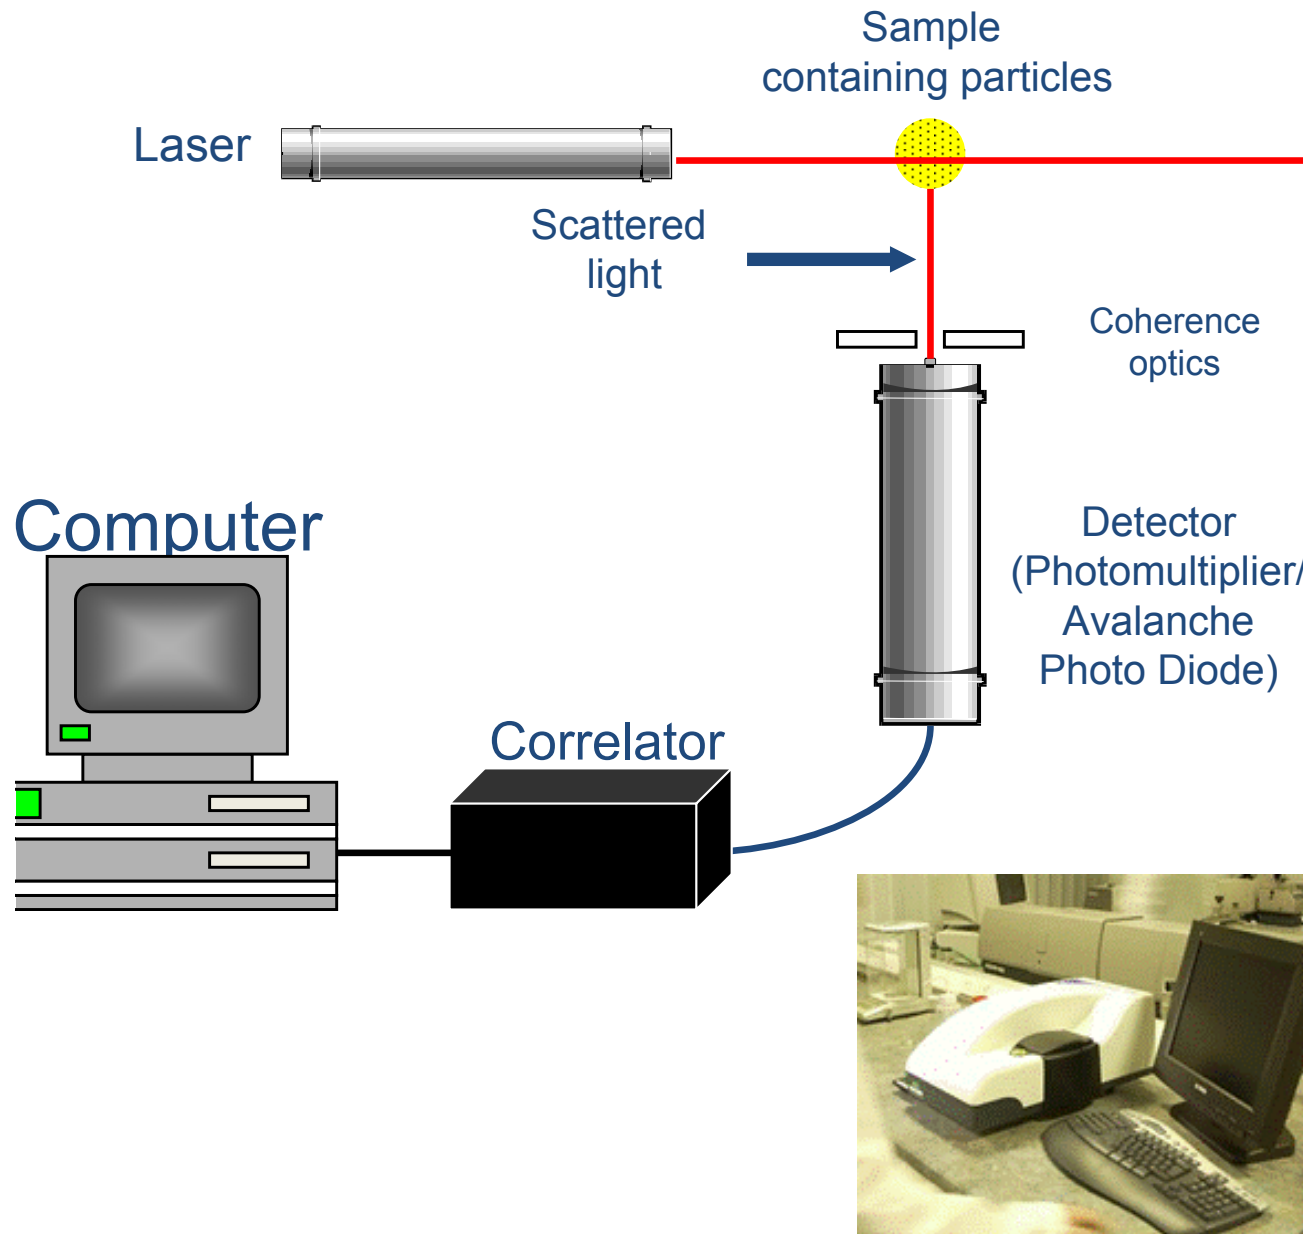 Sample
containing particles
Laser
Scattered
light
Coherence
optics
Computer
Detector
(Photomultiplier/
Avalanche
Photo Diode)
Correlator